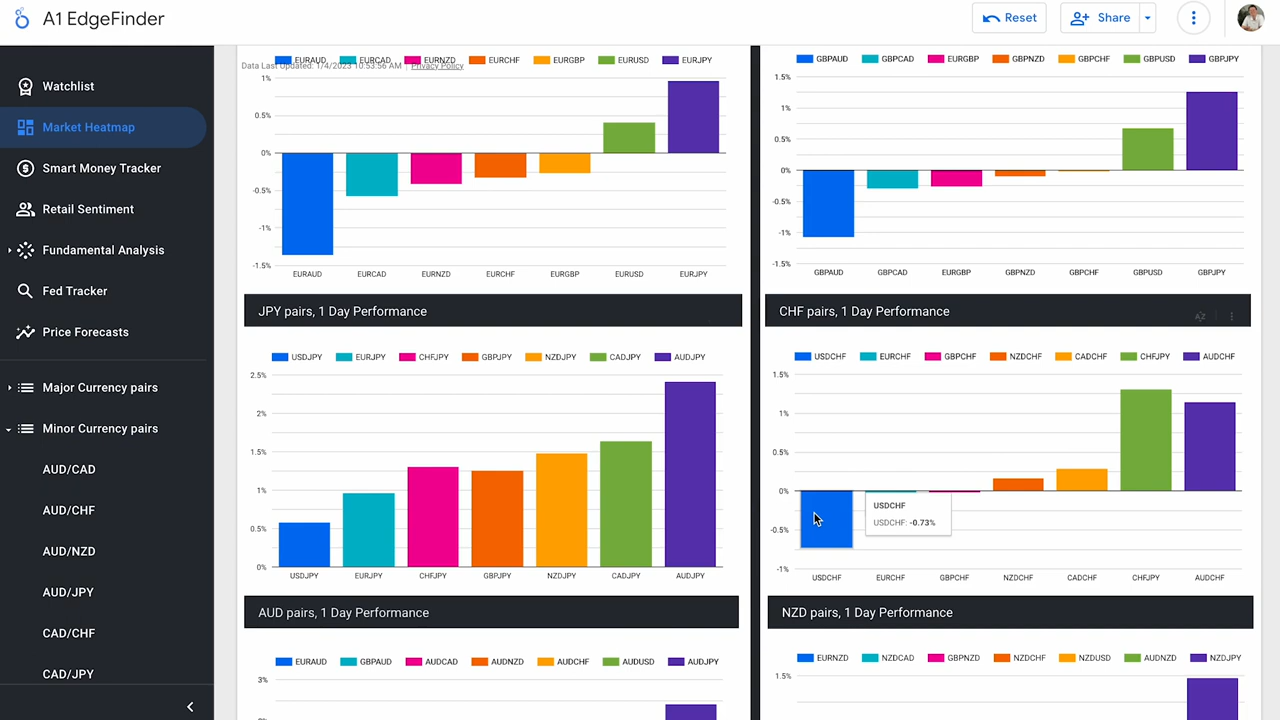 A1 EdgeFinder
Reset
Share
Watchlist
Market Heatmap
Smart Money Tracker
Retail Sentiment
Fundamental Analysis
Fed Tracker
Price Forecasts
Major Currency pairs
Minor Currency pairs
AUD/CAD
AUD/CHF
AUD/NZD
AUD/JPY
CAD/CHF
CAD/JPY
EURAUD EURCAD EURNZD EURCHF EURGBP EURUSD EURJPY
Data Last Updated: 1/4/2023 10:53:56 AM | Privacy Policy
1%
0.5%
0%
-0.5%
-1%
-1.5%
EURAUD EURCAD EURNZD EURCHF EURGBP EURUSD EURJPY
GBPAUD GBPCAD EURGBP GBPNZD GBPCHF GBPUSD GBPJPY
1.5%
1%
0.5%
0%
-0.5%
-1%
-1.5%
GBPAUD GBPCAD EURGBP GBPNZD GBPCHF GBPUSD GBPJPY
JPY pairs, 1 Day Performance
USDJPY EURJPY CHFJPY GBPJPY NZDJPY CADJPY AUDJPY
2.5%
2%
1.5%
1%
0.5%
0%
USDJPY EURJPY CHFJPY GBPJPY NZDJPY CADJPY AUDJPY
CHF pairs, 1 Day Performance
USDCHF EURCHF GBPCHF NZDCHF CADCHF CHFJPY AUDCHF
1.5%
1%
0.5%
0%
-0.5%
-1%
USDCHF
USDCHF: -0.73%
USDCHF EURCHF GBPCHF NZDCHF CADCHF CHFJPY AUDCHF
AUD pairs, 1 Day Performance
EURAUD GBPAUD AUDCAD AUDNZD AUDCHF AUDUSD AUDJPY
3%
NZD pairs, 1 Day Performance
EURNZD NZDCAD GBPNZD NZDCHF NZDUSD AUDNZD NZDJPY
1.5%